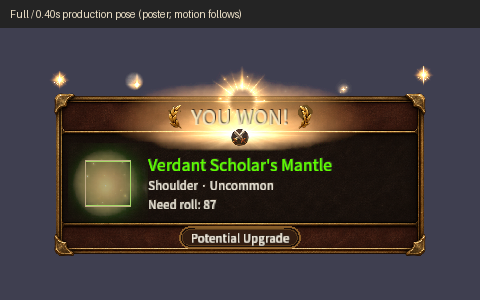 Full / 0.40s production pose (poster; motion follows)
YOU WON!
Verdant Scholar's Mantle
Shoulder · Uncommon
Need roll: 87
Potential Upgrade